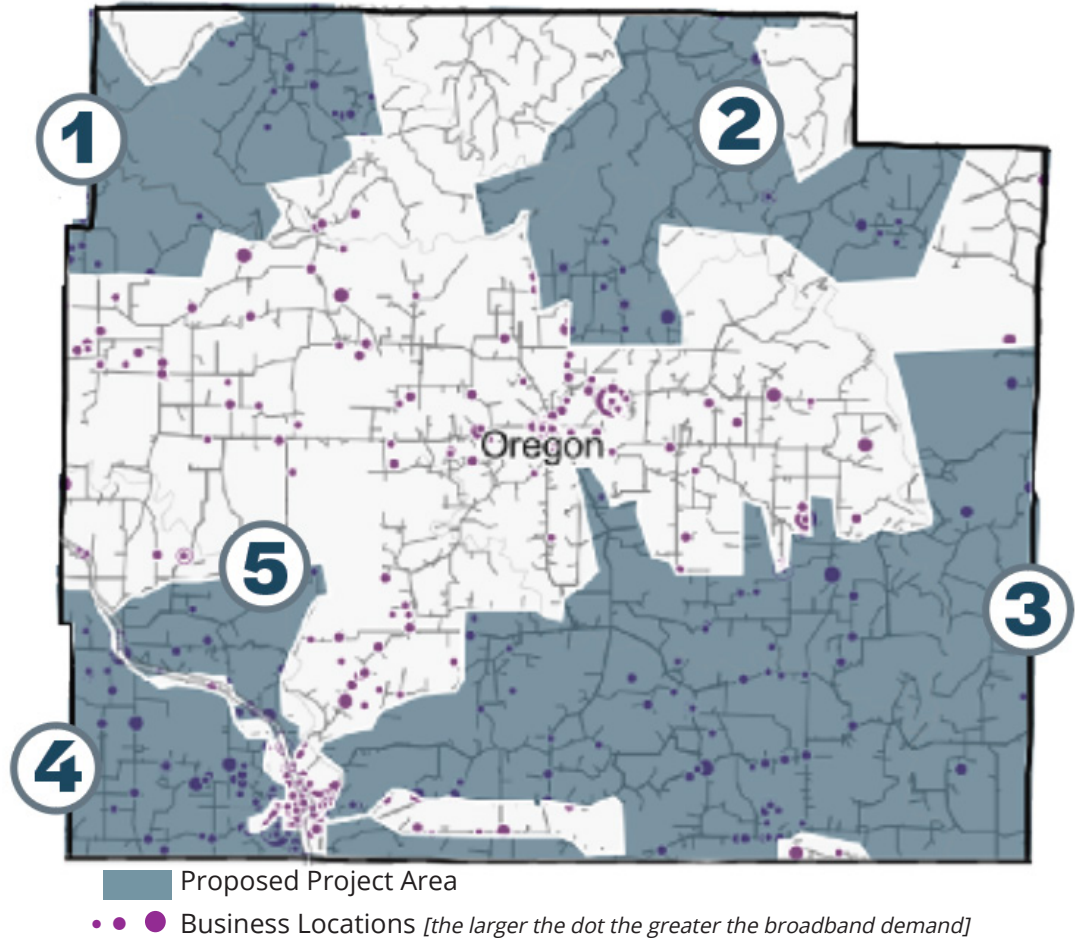 1
2
Oregon
5
3
4
Proposed Project Area
Business Locations [the larger the dot the greater the broadband demand]